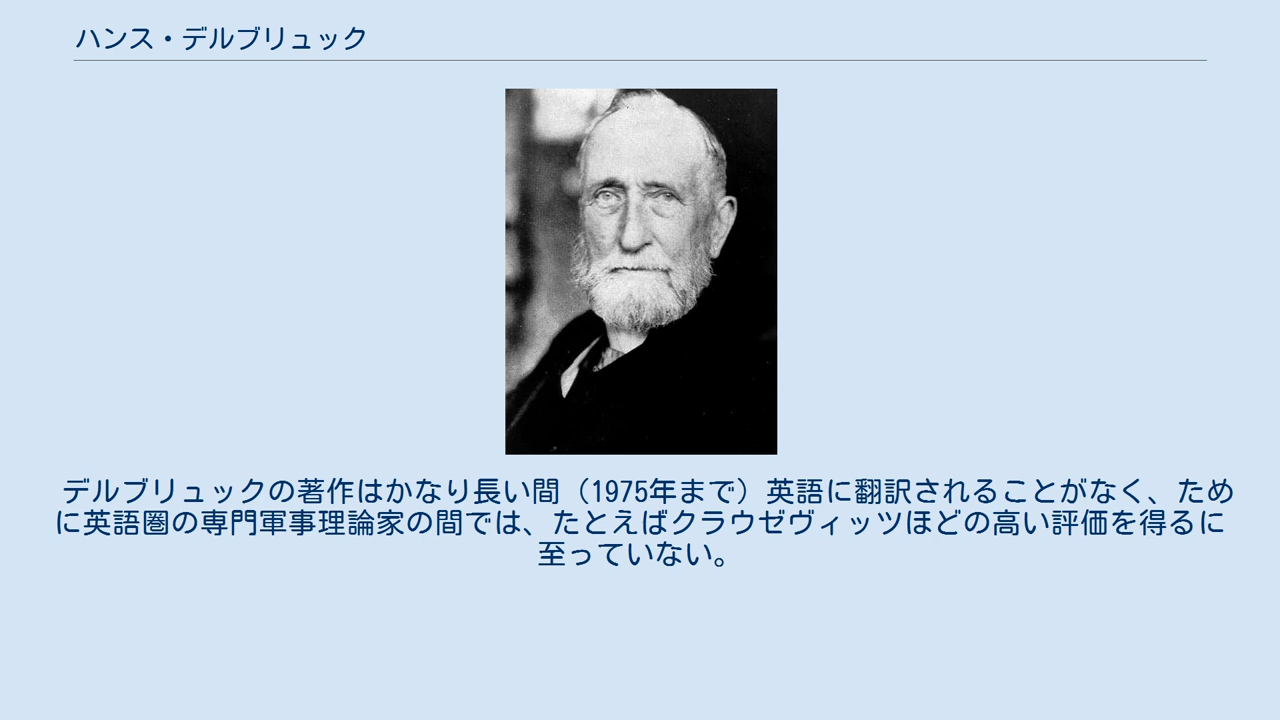 ハンス・デルブリュック
デルブリュックの著作はかなり長い間（1975年まで）英語に翻訳されることがなく、ため
に英語圏の専門軍事理論家の間では、たとえばクラウゼヴィッツほどの高い評価を得るに
至っていない。